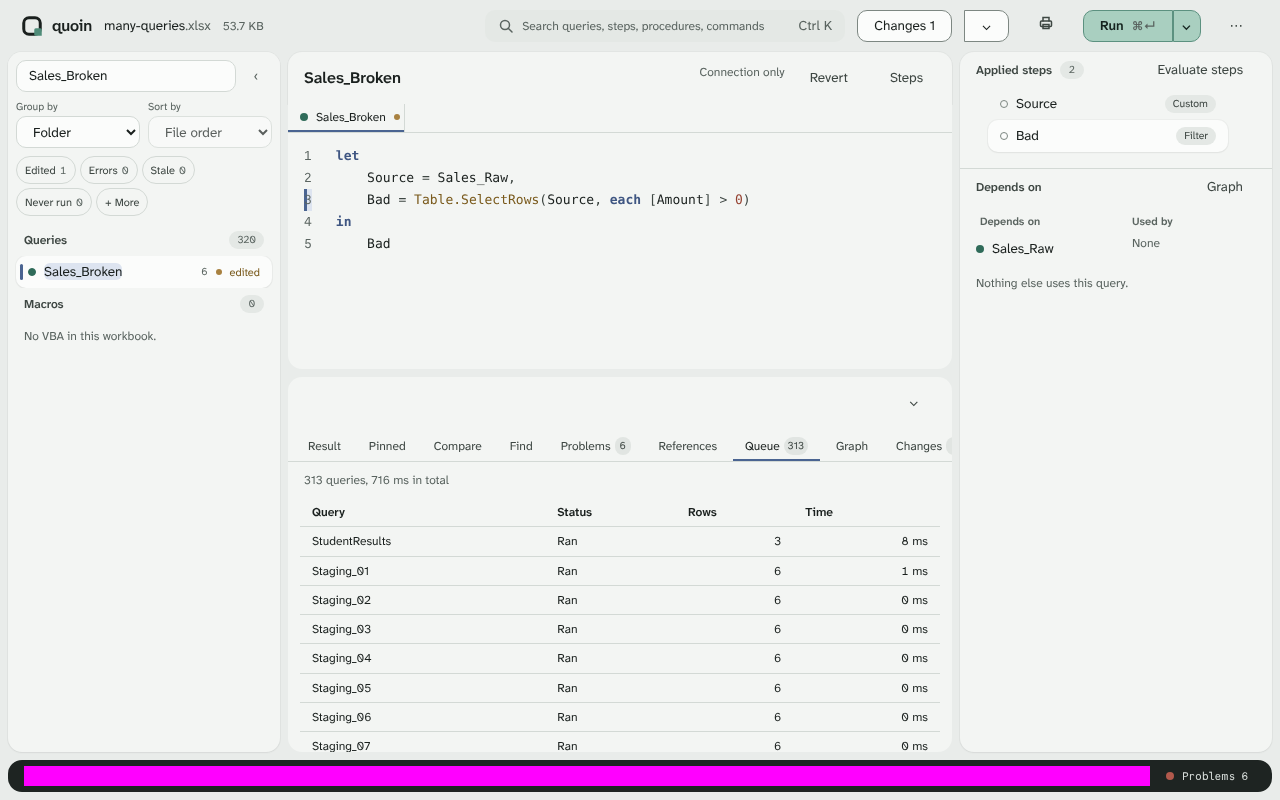 quoin many-queries.xlsx 53.7 KB Search queries, steps, procedures, commands Ctrl K Changes 1 Run ⌘↵ ···
Sales_Broken ‹
Group by Sort by
Folder File order
Edited 1 Errors 0 Stale 0
Never run 0 + More
Queries 320
Sales_Broken 6 edited
Macros 0
No VBA in this workbook.
Sales_Broken Connection only Revert Steps
Sales_Broken
1 let
2 Source = Sales_Raw,
3 Bad = Table.SelectRows(Source, each [Amount] > 0)
4 in
5 Bad
Result Pinned Compare Find Problems 6 References Queue 313 Graph Changes
313 queries, 716 ms in total
Query Status Rows Time
StudentResults Ran 3 8 ms
Staging_01 Ran 6 1 ms
Staging_02 Ran 6 0 ms
Staging_03 Ran 6 0 ms
Staging_04 Ran 6 0 ms
Staging_05 Ran 6 0 ms
Staging_06 Ran 6 0 ms
Staging_07 Ran 6 0 ms
Applied steps 2 Evaluate steps
Source Custom
Bad Filter
Depends on Graph
Depends on Used by
Sales_Raw None
Nothing else uses this query.
Problems 6